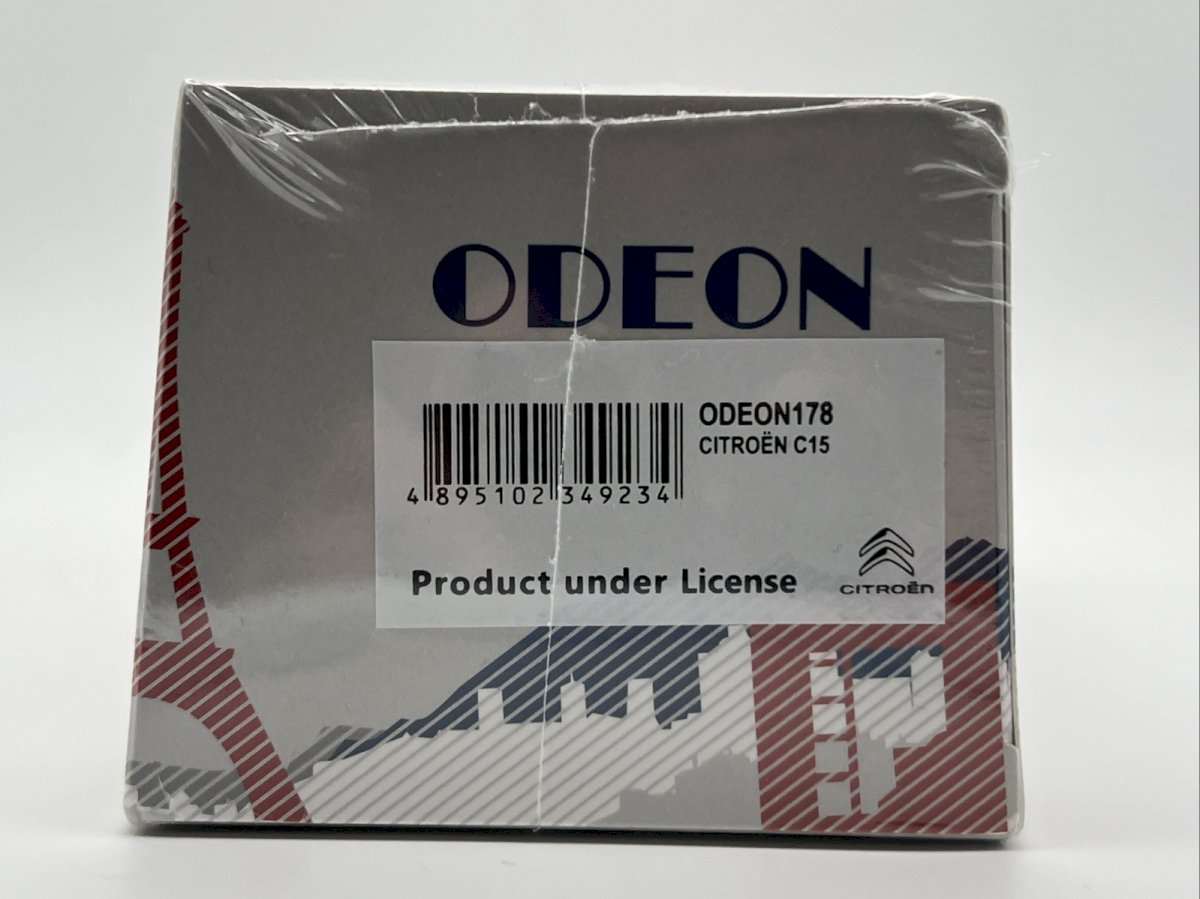 ODEON
ODEON178
CITROËN C15
4 895102 349234
Product under License
CITROËN